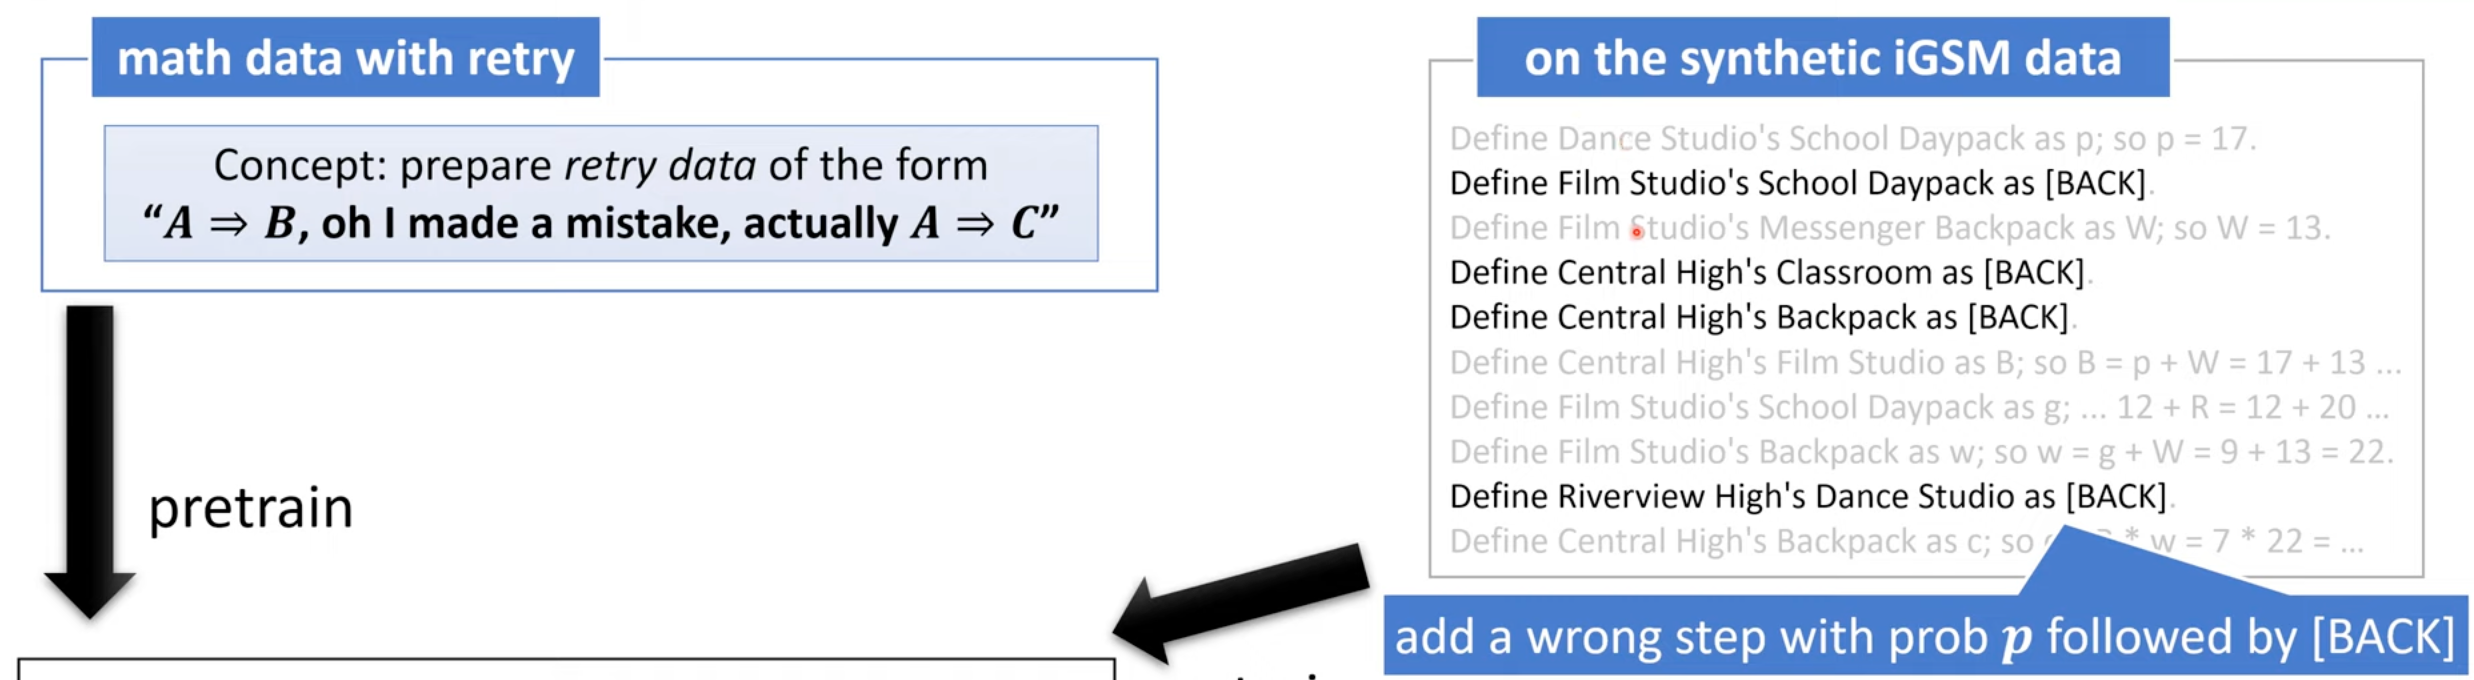 math data with retry
Concept: prepare retry data of the form
“A ⇒ B, oh I made a mistake, actually A ⇒ C”
pretrain
on the synthetic iGSM data
Define Dance Studio's School Daypack as p; so p = 17.
Define Film Studio's School Daypack as [BACK].
Define Film Studio's Messenger Backpack as W; so W = 13.
Define Central High's Classroom as [BACK].
Define Central High's Backpack as [BACK].
Define Central High's Film Studio as B; so B = p + W = 17 + 13 ...
Define Film Studio's School Daypack as g; ... 12 + R = 12 + 20 ...
Define Film Studio's Backpack as w; so w = g + W = 9 + 13 = 22.
Define Riverview High's Dance Studio as [BACK].
Define Central High's Backpack as c; so * w = 7 * 22 = ...
add a wrong step with prob p followed by [BACK]